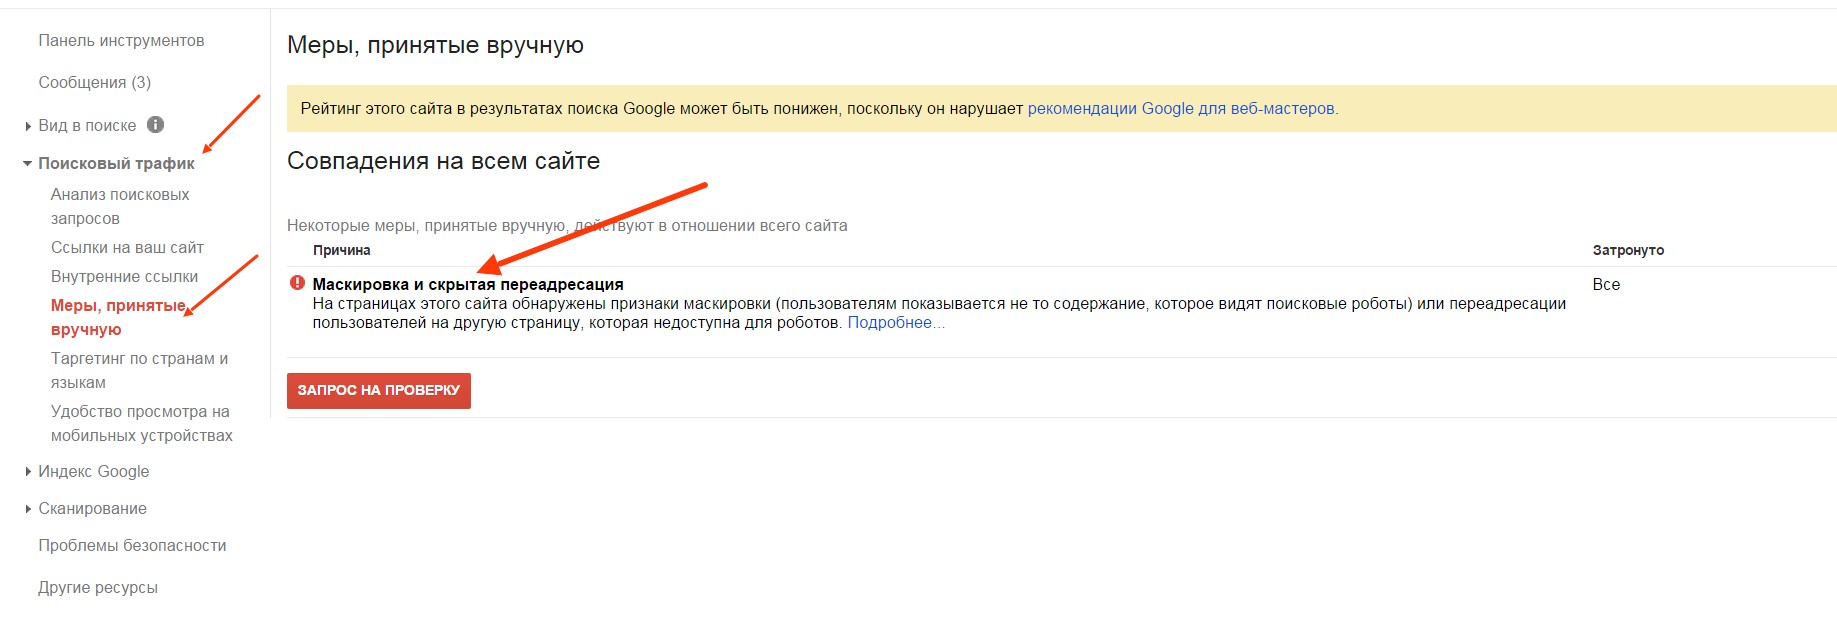 Панель инструментов
Сообщения (3)
Вид в поиске
Поисковый трафик
Анализ поисковых
запросов
Ссылки на ваш сайт
Внутренние ссылки
Меры, принятые
вручную
Таргетинг по странам и
языкам
Удобство просмотра на
мобильных устройствах
Индекс Google
Сканирование
Проблемы безопасности
Другие ресурсы
Меры, принятые вручную
Рейтинг этого сайта в результатах поиска Google может быть понижен, поскольку он нарушает рекомендации Google для веб-мастеров.
Совпадения на всем сайте
Некоторые меры, принятые вручную, действуют в отношении всего сайта
Причина Затронуто
Маскировка и скрытая переадресация Все
На страницах этого сайта обнаружены признаки маскировки (пользователям показывается не то содержание, которое видят поисковые роботы) или переадресации
пользователей на другую страницу, которая недоступна для роботов. Подробнее...
ЗАПРОС НА ПРОВЕРКУ